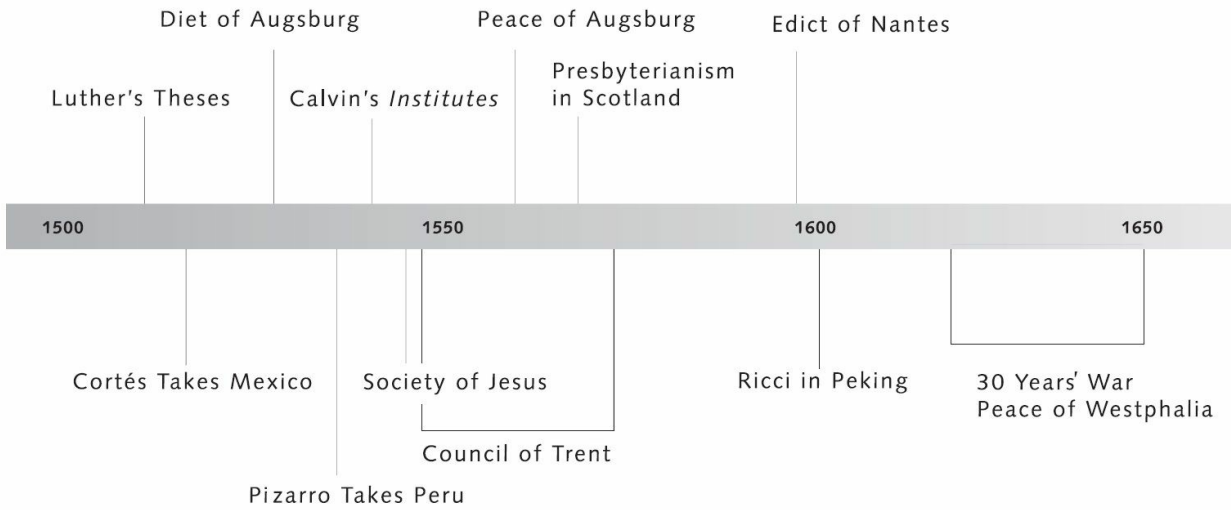 Diet of Augsburg
Peace of Augsburg
Edict of Nantes
Luther's Theses
Calvin's Institutes
Presbyterianism
in Scotland
1500
1550
1600
1650
Cortés Takes Mexico
Society of Jesus
Ricci in Peking
30 Years' War
Peace of Westphalia
Council of Trent
Pizarro Takes Peru